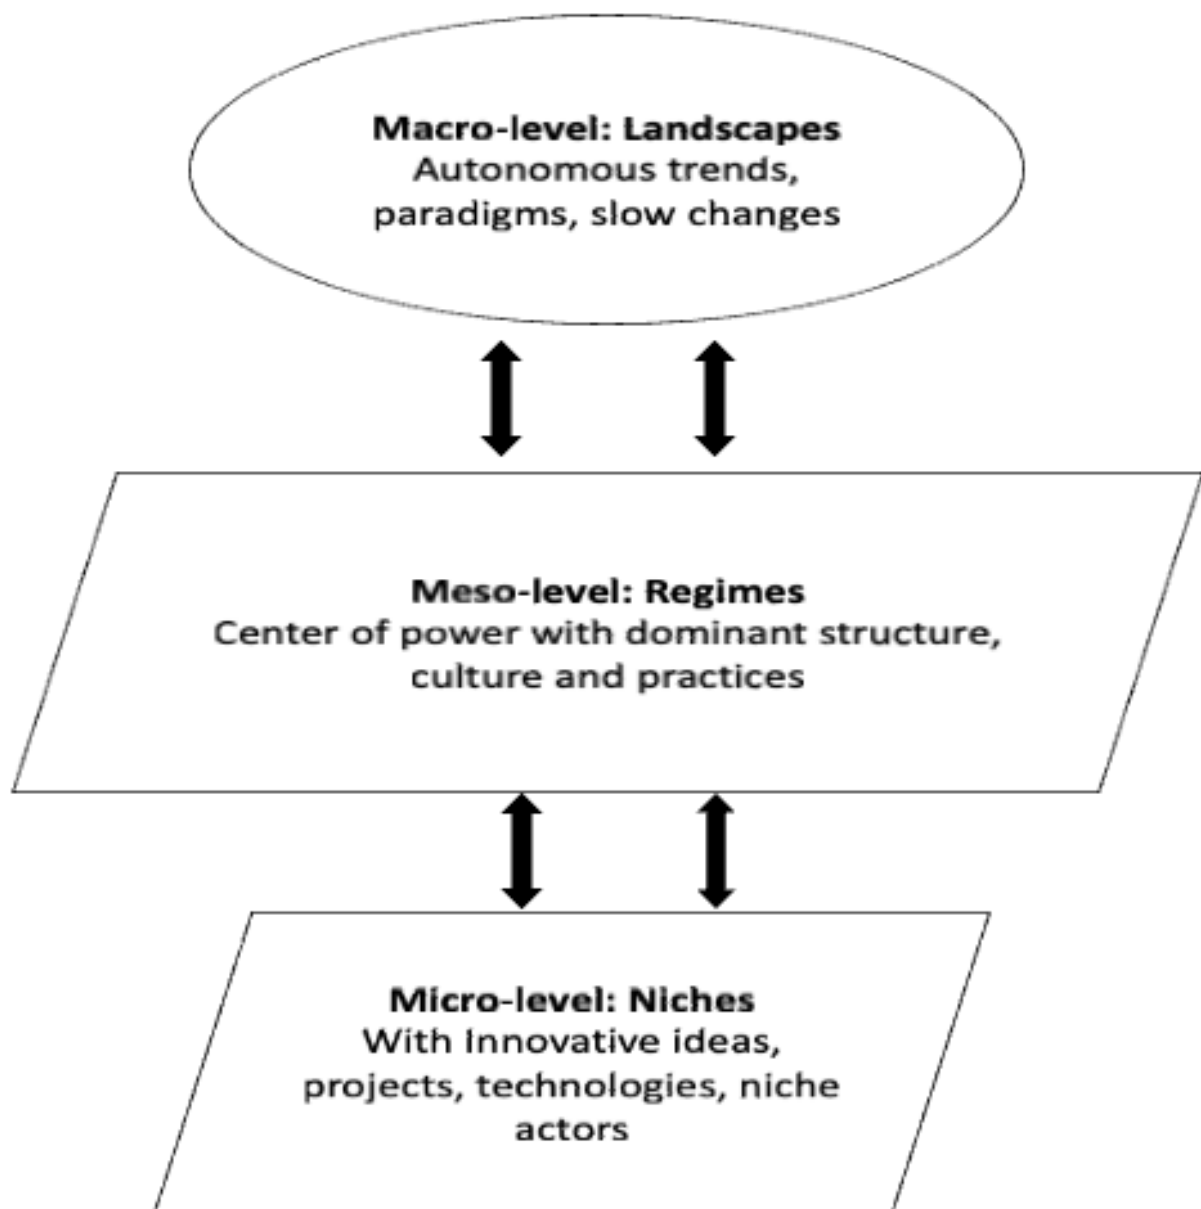 Macro-level: Landscapes
Autonomous trends,
paradigms, slow changes
Meso-level: Regimes
Center of power with dominant structure,
culture and practices
Micro-level: Niches
With Innovative ideas,
projects, technologies, niche
actors